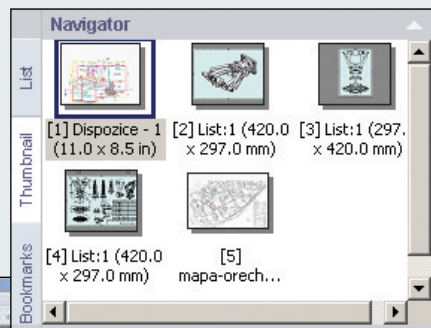 Navigator
List
Thumbnail
Bookmarks
[1] Dispozice - 1
(11.0 x 8.5 in)
[2] List:1 (420.0
x 297.0 mm)
[3] List:1 (297.
x 420.0 mm)
[4] List:1 (420.0
x 297.0 mm)
[5]
mapa-orech...